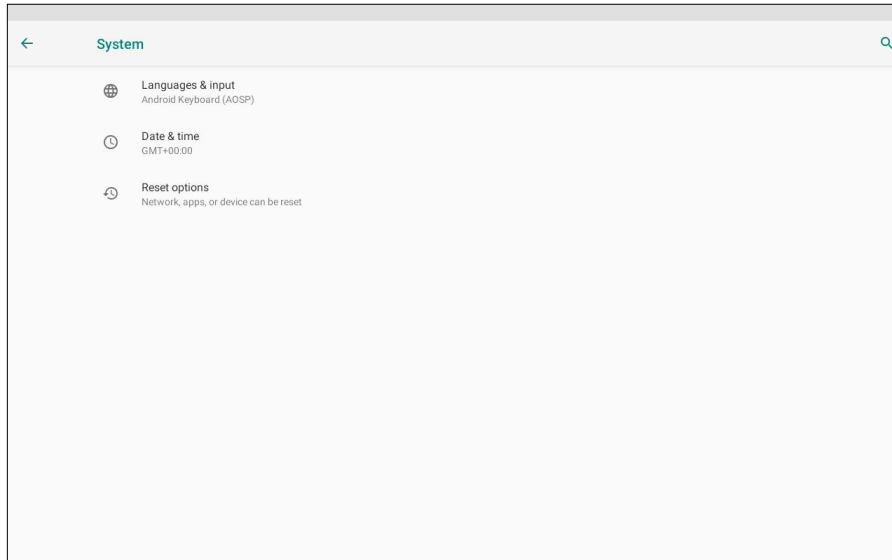 System
Languages & input
Android Keyboard (AOSP)
Date & time
GMT+00:00
Reset options
Network, apps, or device can be reset